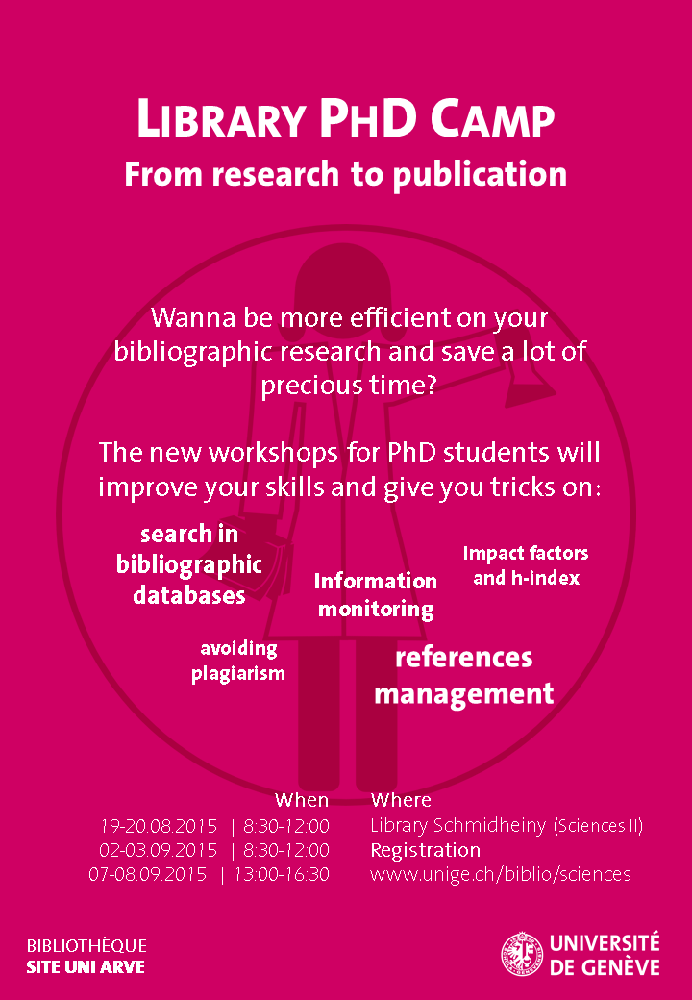 LIBRARY PHD CAMP
From research to publication
Wanna be more efficient on your
bibliographic research and save a lot of
precious time?
The new workshops for PhD students will
improve your skills and give you tricks on:
search in
bibliographic
databases
Information
monitoring
Impact factors
and h-index
avoiding
plagiarism
references
management
When
19-20.08.2015 | 8:30-12:00
02-03.09.2015 | 8:30-12:00
07-08.09.2015 | 13:00-16:30
Where
Library Schmidheiny (Sciences II)
Registration
www.unige.ch/biblio/sciences
BIBLIOTHÈQUE
SITE UNI ARVE
UNIVERSITÉ
DE GENÈVE